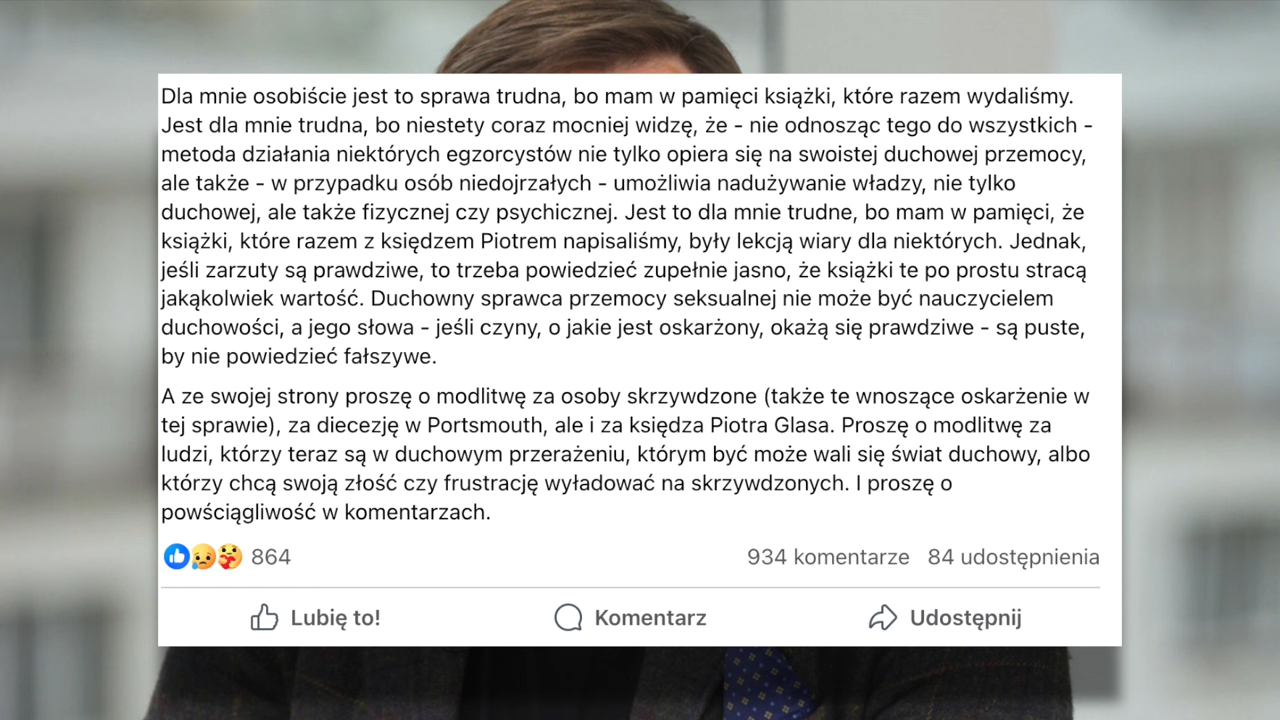 Dla mnie osobiście jest to sprawa trudna, bo mam w pamięci książki, które razem wydaliśmy.
Jest dla mnie trudna, bo niestety coraz mocniej widzę, że - nie odnosząc tego do wszystkich -
metoda działania niektórych egzorcystów nie tylko opiera się na swoistej duchowej przemocy,
ale także - w przypadku osób niedojrzałych - umożliwia nadużywanie władzy, nie tylko
duchowej, ale także fizycznej czy psychicznej. Jest to dla mnie trudne, bo mam w pamięci, że
książki, które razem z księdzem Piotrem napisaliśmy, były lekcją wiary dla niektórych. Jednak,
jeśli zarzuty są prawdziwe, to trzeba powiedzieć zupełnie jasno, że książki te po prostu stracą
jakąkolwiek wartość. Duchowny sprawca przemocy seksualnej nie może być nauczycielem
duchowości, a jego słowa - jeśli czyny, o jakie jest oskarżony, okażą się prawdziwe - są puste,
by nie powiedzieć fałszywe.
A ze swojej strony proszę o modlitwę za osoby skrzywdzone (także te wnoszące oskarżenie w
tej sprawie), za diecezję w Portsmouth, ale i za księdza Piotra Glasa. Proszę o modlitwę za
ludzi, którzy teraz są w duchowym przerażeniu, którym być może wali się świat duchowy, albo
którzy chcą swoją złość czy frustrację wyładować na skrzywdzonych. I proszę o
powściągliwość w komentarzach.
864 934 komentarze 84 udostępnienia
Lubię to! Komentarz Udostępnij